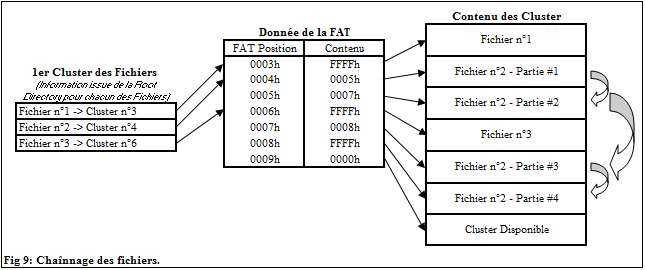 Contenu des Cluster
Donnée de la FAT
FAT Position Contenu
1er Cluster des Fichiers
(Information issue de la Root
Directory pour chacun des Fichiers)
Fichier n°1 -> Cluster n°3
Fichier n°2 -> Cluster n°4
Fichier n°3 -> Cluster n°6
0003h FFFFh
0004h 0005h
0005h 0007h
0006h FFFFh
0007h 0008h
0008h FFFFh
0009h 0000h
Fichier n°1
Fichier n°2 - Partie #1
Fichier n°2 - Partie #2
Fichier n°3
Fichier n°2 - Partie #3
Fichier n°2 - Partie #4
Cluster Disponible
Fig 9: Chaînnage des fichiers.